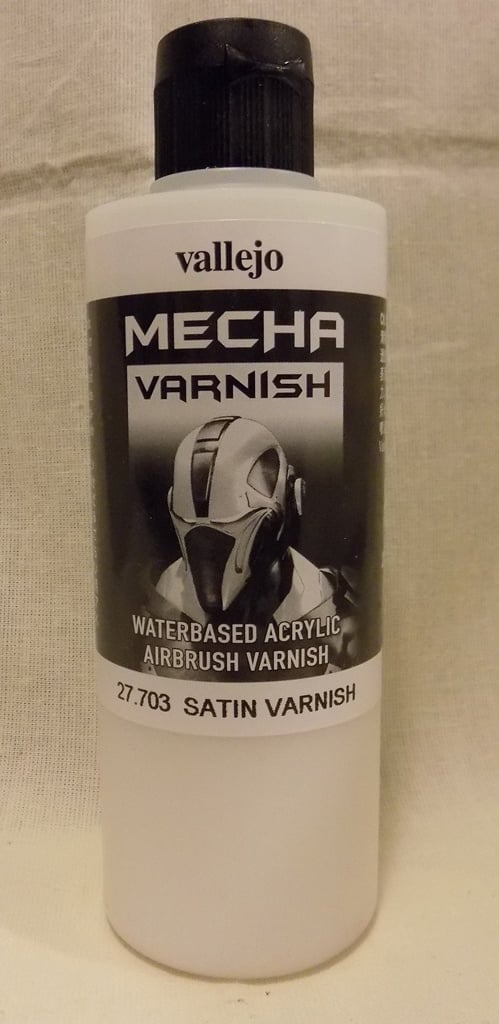 vallejo
MECHA
VARNISH
WATERBASED ACRYLIC
AIRBRUSH VARNISH
27.703 SATIN VARNISH